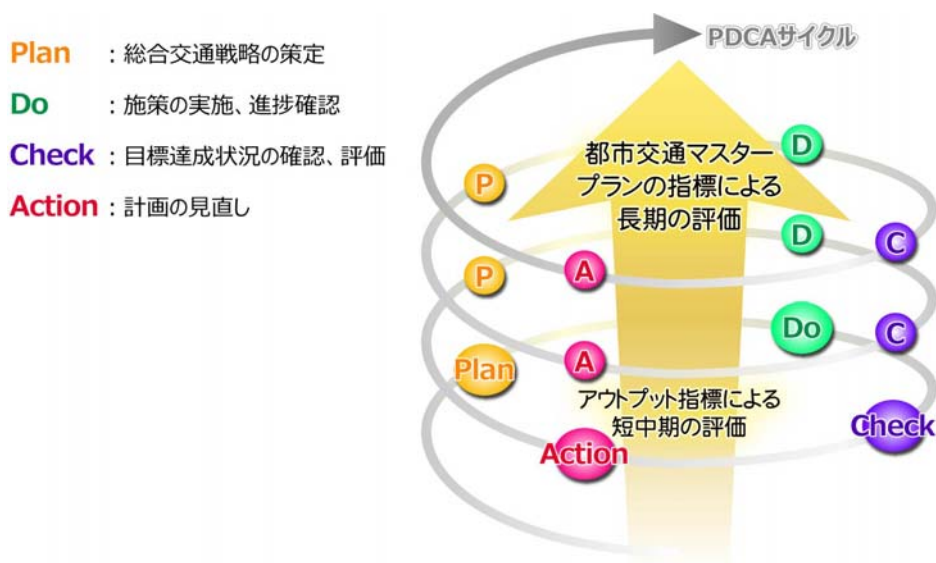 Plan : 総合交通戦略の策定
Do : 施策の実施、進捗確認
Check : 目標達成状況の確認、評価
Action : 計画の見直し
PDCAサイクル
都市交通マスター
プランの指標による
長期の評価
D
P
D
C
A
P
Do
C
A
Plan
アウトプット指標による
短中期の評価
Check
Action